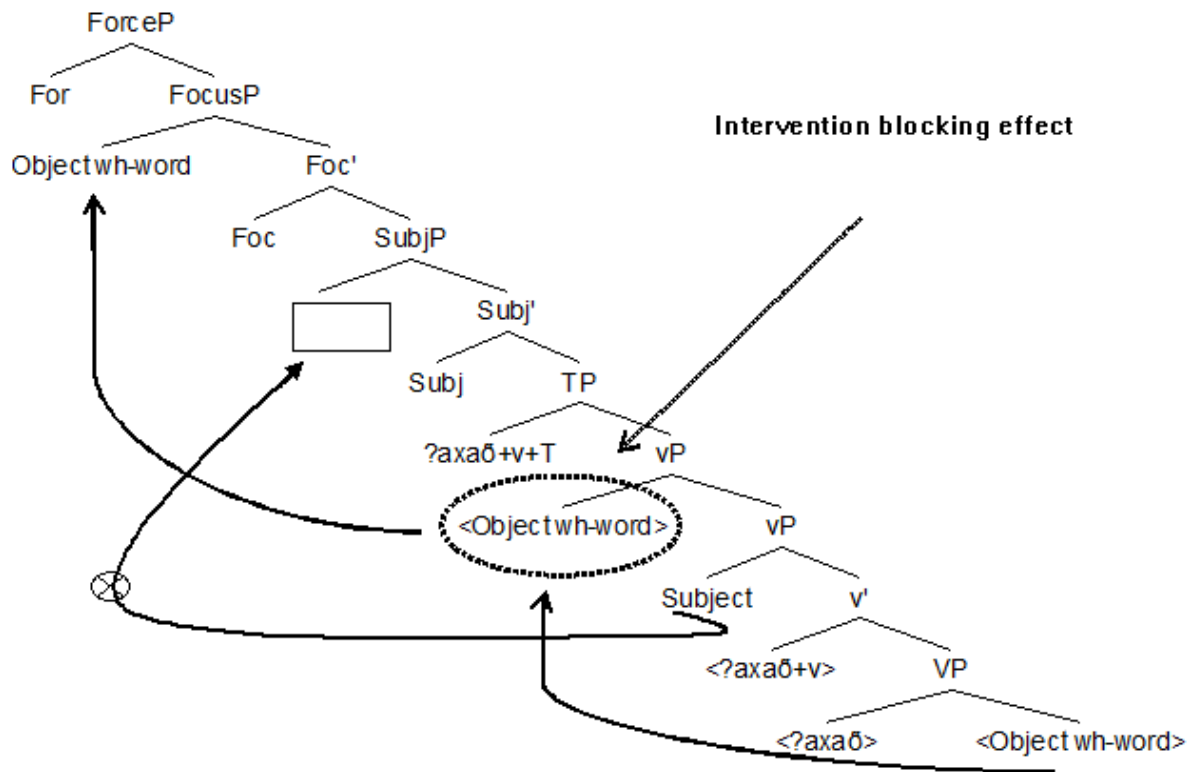 ForceP
For FocusP
Intervention blocking effect
Object wh-word Foc'
Foc SubjP
Subj'
Subj TP
?axað+v+T vP
<Object wh-word> vP
Subject v'
<?axað+v> VP
<?axað> <Object wh-word>